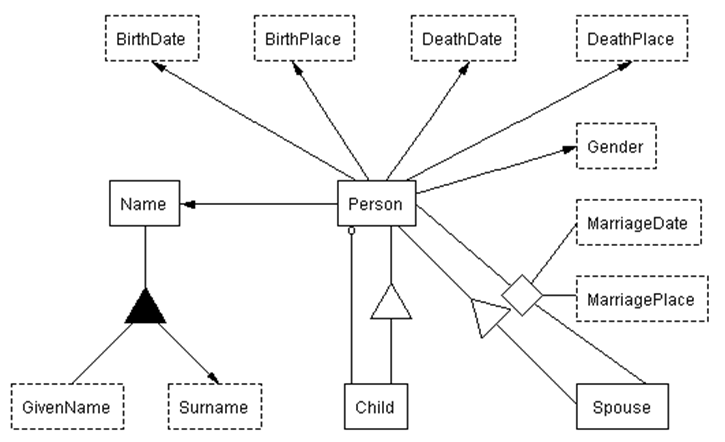 BirthDate
BirthPlace
DeathDate
DeathPlace
Gender
Name
Person
MarriageDate
MarriagePlace
GivenName
Surname
Child
Spouse